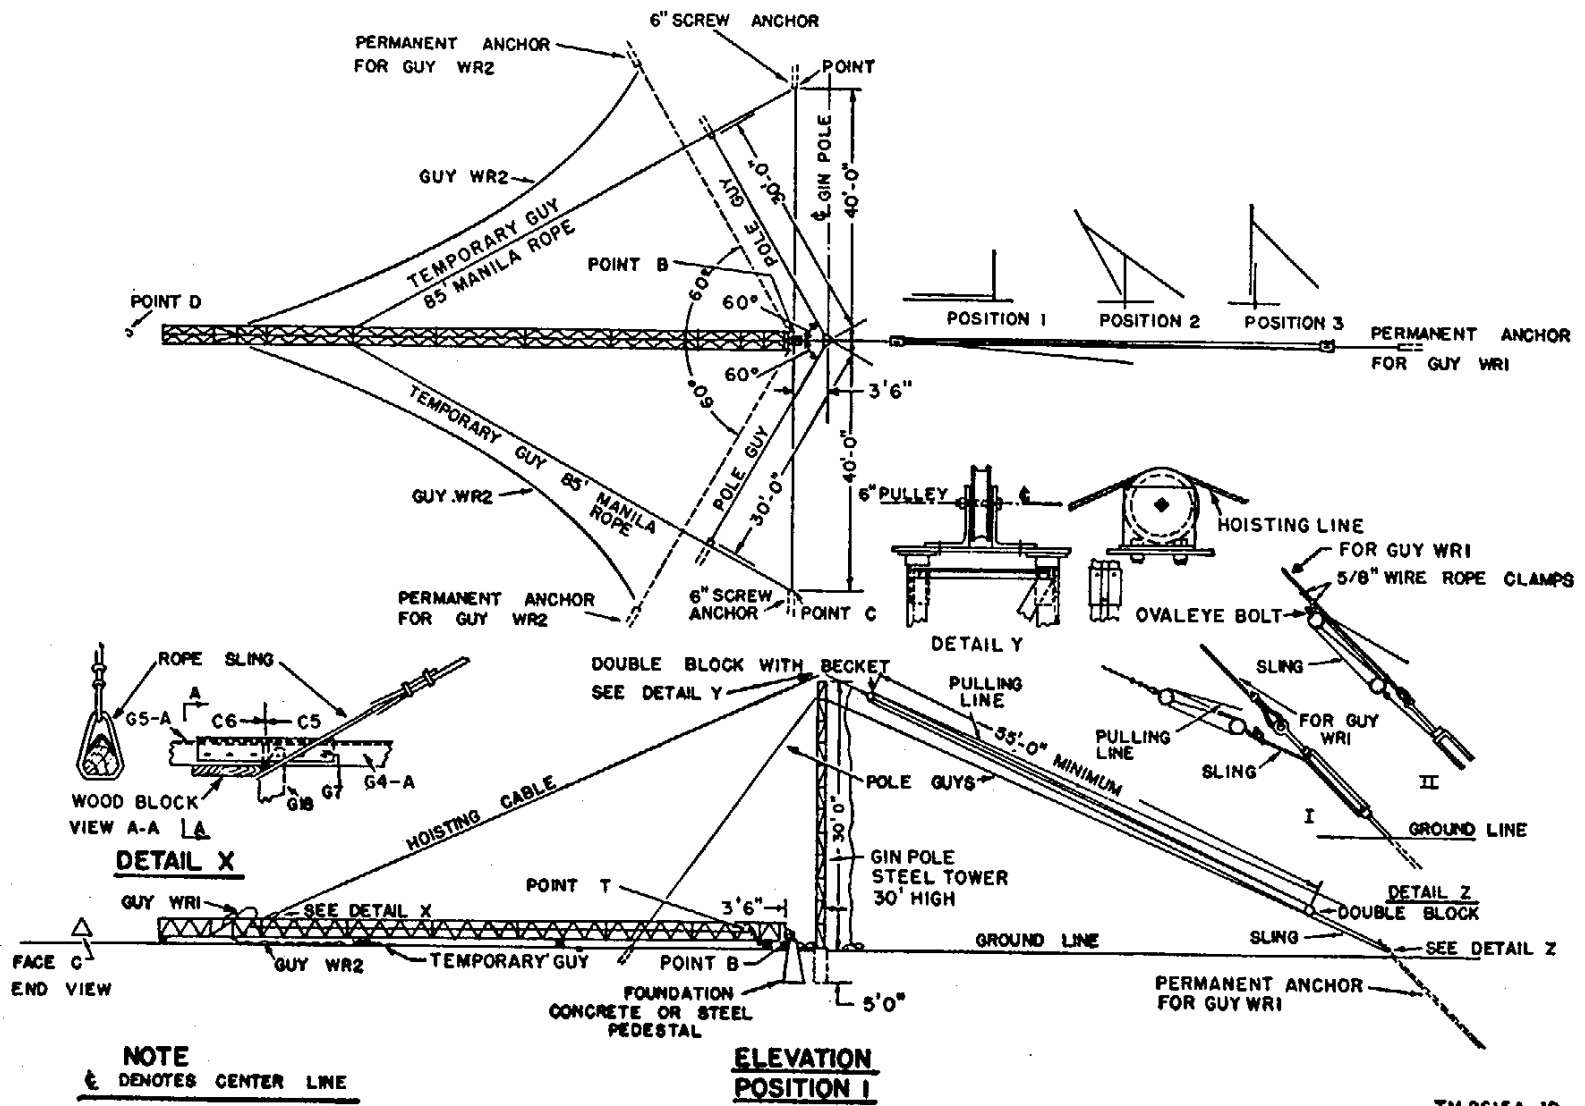 6" SCREW ANCHOR
PERMANENT ANCHOR
FOR GUY WR2
POINT
GUY WR2
TEMPORARY GUY
85' MANILA ROPE
POLE GUY
30'-0"
℄ GIN POLE
40'-0"
POINT B
60°
60°
POINT D
POSITION 1
POSITION 2
POSITION 3
PERMANENT ANCHOR
FOR GUY WR1
60°
60°
3'6"
TEMPORARY GUY 85' MANILA
ROPE
POLE GUY
30'-0"
40'-0"
GUY WR2
6" PULLEY
℄
HOISTING LINE
FOR GUY WR1
5/8" WIRE ROPE CLAMPS
OVALEYE BOLT
SLING
PERMANENT ANCHOR
FOR GUY WR2
6" SCREW
ANCHOR
POINT C
DETAIL Y
ROPE SLING
A
G5-A
C6
C5
G4-A
G7
G18
WOOD BLOCK
VIEW A-A
A
DETAIL X
DOUBLE BLOCK WITH BECKET
SEE DETAIL Y
PULLING
LINE
55'-0"
MINIMUM
POLE GUYS
HOISTING CABLE
30'0"
PULLING
LINE
FOR GUY
WR1
SLING
I
II
GROUND LINE
DETAIL Z
GIN POLE
STEEL TOWER
30' HIGH
POINT T
GUY WR1
SEE DETAIL X
3'6"
DOUBLE BLOCK
SLING
SEE DETAIL Z
GROUND LINE
FACE C
END VIEW
GUY WR2
TEMPORARY GUY
POINT B
FOUNDATION
CONCRETE OR STEEL
PEDESTAL
5'0"
PERMANENT ANCHOR
FOR GUY WR1
NOTE
℄ DENOTES CENTER LINE
ELEVATION
POSITION 1